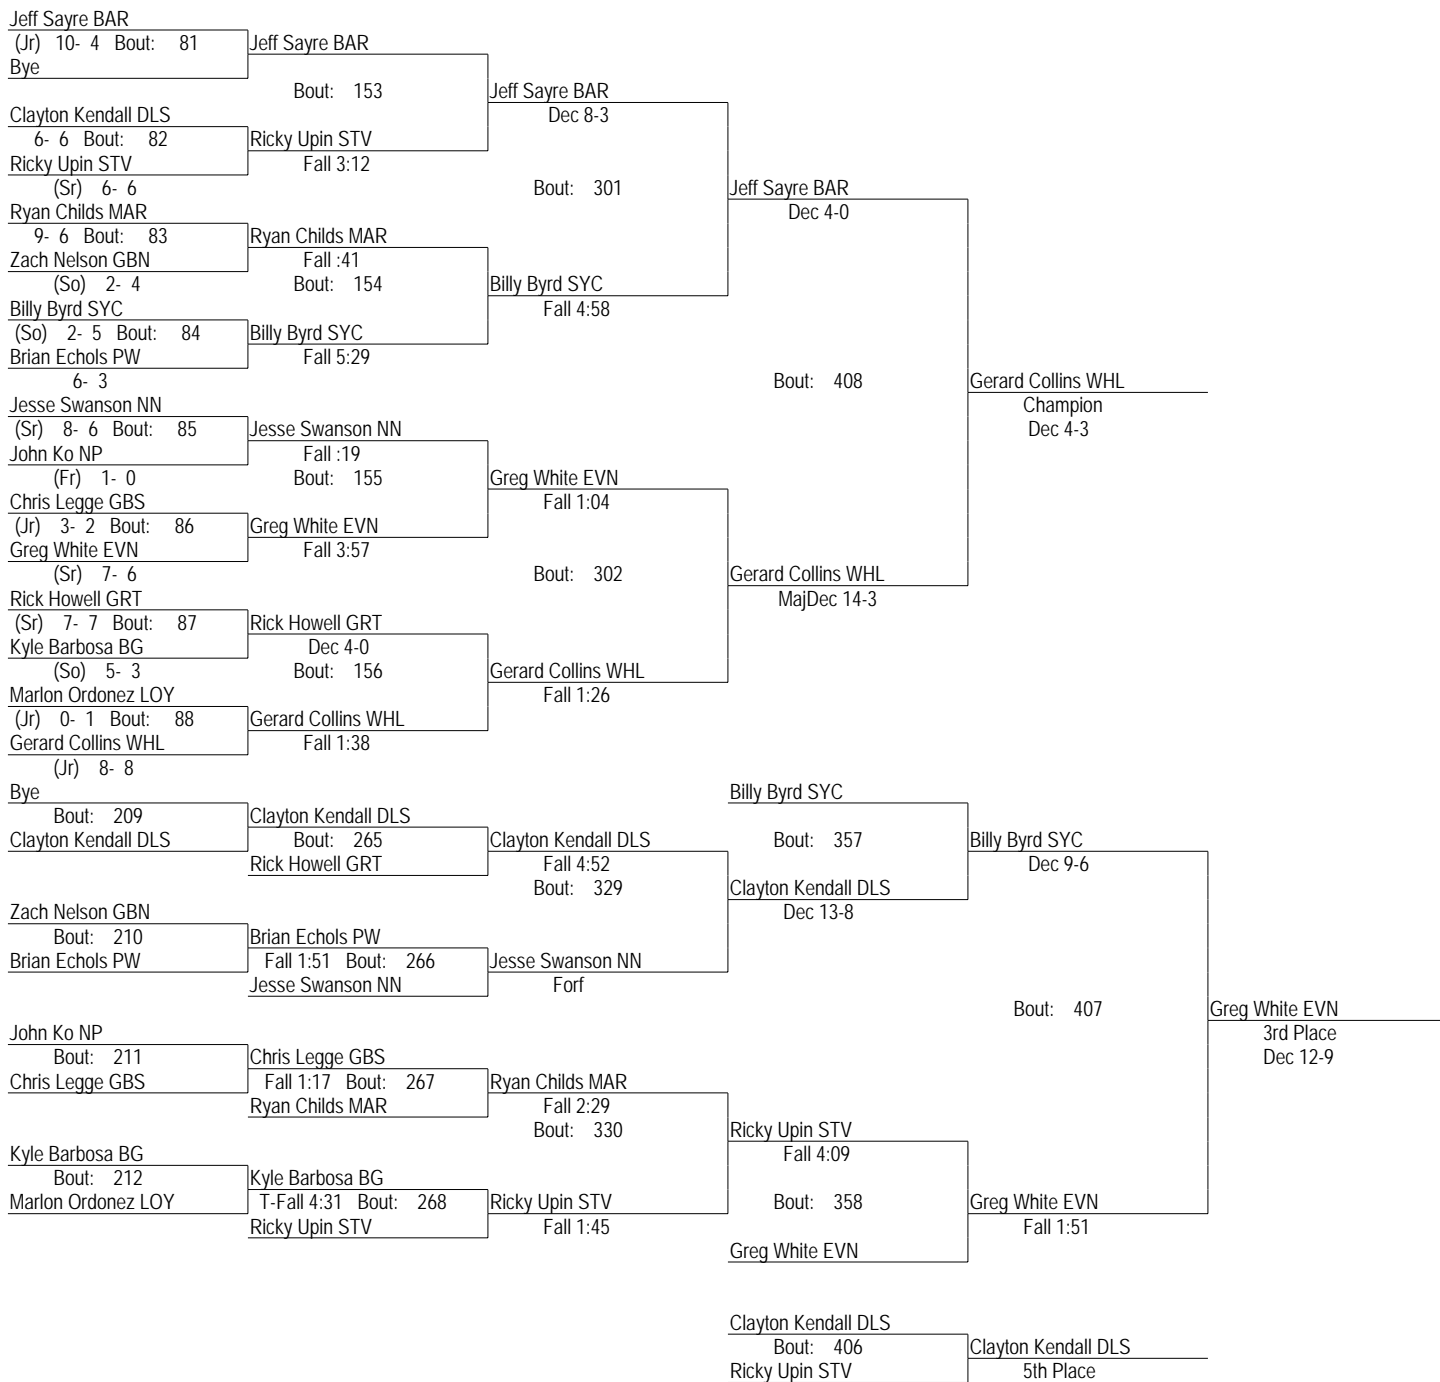 Jeff Sayre BAR
(Jr) 10- 4 Bout: 81 Jeff Sayre BAR
Bye
Bout: 153 Jeff Sayre BAR
Clayton Kendall DLS Dec 8-3
6- 6 Bout: 82 Ricky Upin STV
Ricky Upin STV Fall 3:12
(Sr) 6- 6 Bout: 301 Jeff Sayre BAR
Ryan Childs MAR Dec 4-0
9- 6 Bout: 83 Ryan Childs MAR
Zach Nelson GBN Fall :41
(So) 2- 4 Bout: 154 Billy Byrd SYC
Billy Byrd SYC Fall 4:58
(So) 2- 5 Bout: 84 Billy Byrd SYC
Brian Echols PW Fall 5:29
6- 3 Bout: 408 Gerard Collins WHL
Jesse Swanson NN Champion
(Sr) 8- 6 Bout: 85 Jesse Swanson NN Dec 4-3
John Ko NP Fall :19
(Fr) 1- 0 Bout: 155 Greg White EVN
Chris Legge GBS Fall 1:04
(Jr) 3- 2 Bout: 86 Greg White EVN
Greg White EVN Fall 3:57
(Sr) 7- 6 Bout: 302 Gerard Collins WHL
Rick Howell GRT MajDec 14-3
(Sr) 7- 7 Bout: 87 Rick Howell GRT
Kyle Barbosa BG Dec 4-0
(So) 5- 3 Bout: 156 Gerard Collins WHL
Marlon Ordonez LOY Fall 1:26
(Jr) 0- 1 Bout: 88 Gerard Collins WHL
Gerard Collins WHL Fall 1:38
(Jr) 8- 8
Bye Billy Byrd SYC
Bout: 209 Clayton Kendall DLS
Clayton Kendall DLS Bout: 265 Clayton Kendall DLS Bout: 357 Billy Byrd SYC
Rick Howell GRT Fall 4:52 Dec 9-6
Bout: 329 Clayton Kendall DLS
Zach Nelson GBN Dec 13-8
Bout: 210 Brian Echols PW
Brian Echols PW Fall 1:51 Bout: 266 Jesse Swanson NN
Jesse Swanson NN Forf
Bout: 407 Greg White EVN
John Ko NP 3rd Place
Bout: 211 Chris Legge GBS Dec 12-9
Chris Legge GBS Fall 1:17 Bout: 267 Ryan Childs MAR
Ryan Childs MAR Fall 2:29
Bout: 330 Ricky Upin STV
Kyle Barbosa BG Fall 4:09
Bout: 212 Kyle Barbosa BG
Marlon Ordonez LOY T-Fall 4:31 Bout: 268 Ricky Upin STV Bout: 358 Greg White EVN
Ricky Upin STV Fall 1:45 Fall 1:51
Greg White EVN
Clayton Kendall DLS
Bout: 406 Clayton Kendall DLS
Ricky Upin STV 5th Place